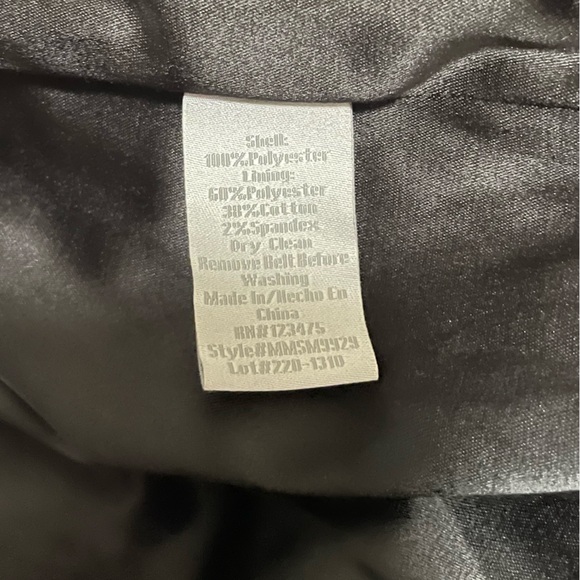 Shell:
100%Polyester
Lining:
60%Polyester
38%Cotton
2%Spandex
Dry Clean
Remove Belt Before
Washing
Made In/Hecho En
China
RN#123475
Style#MMSM9929
Lot#220-1310